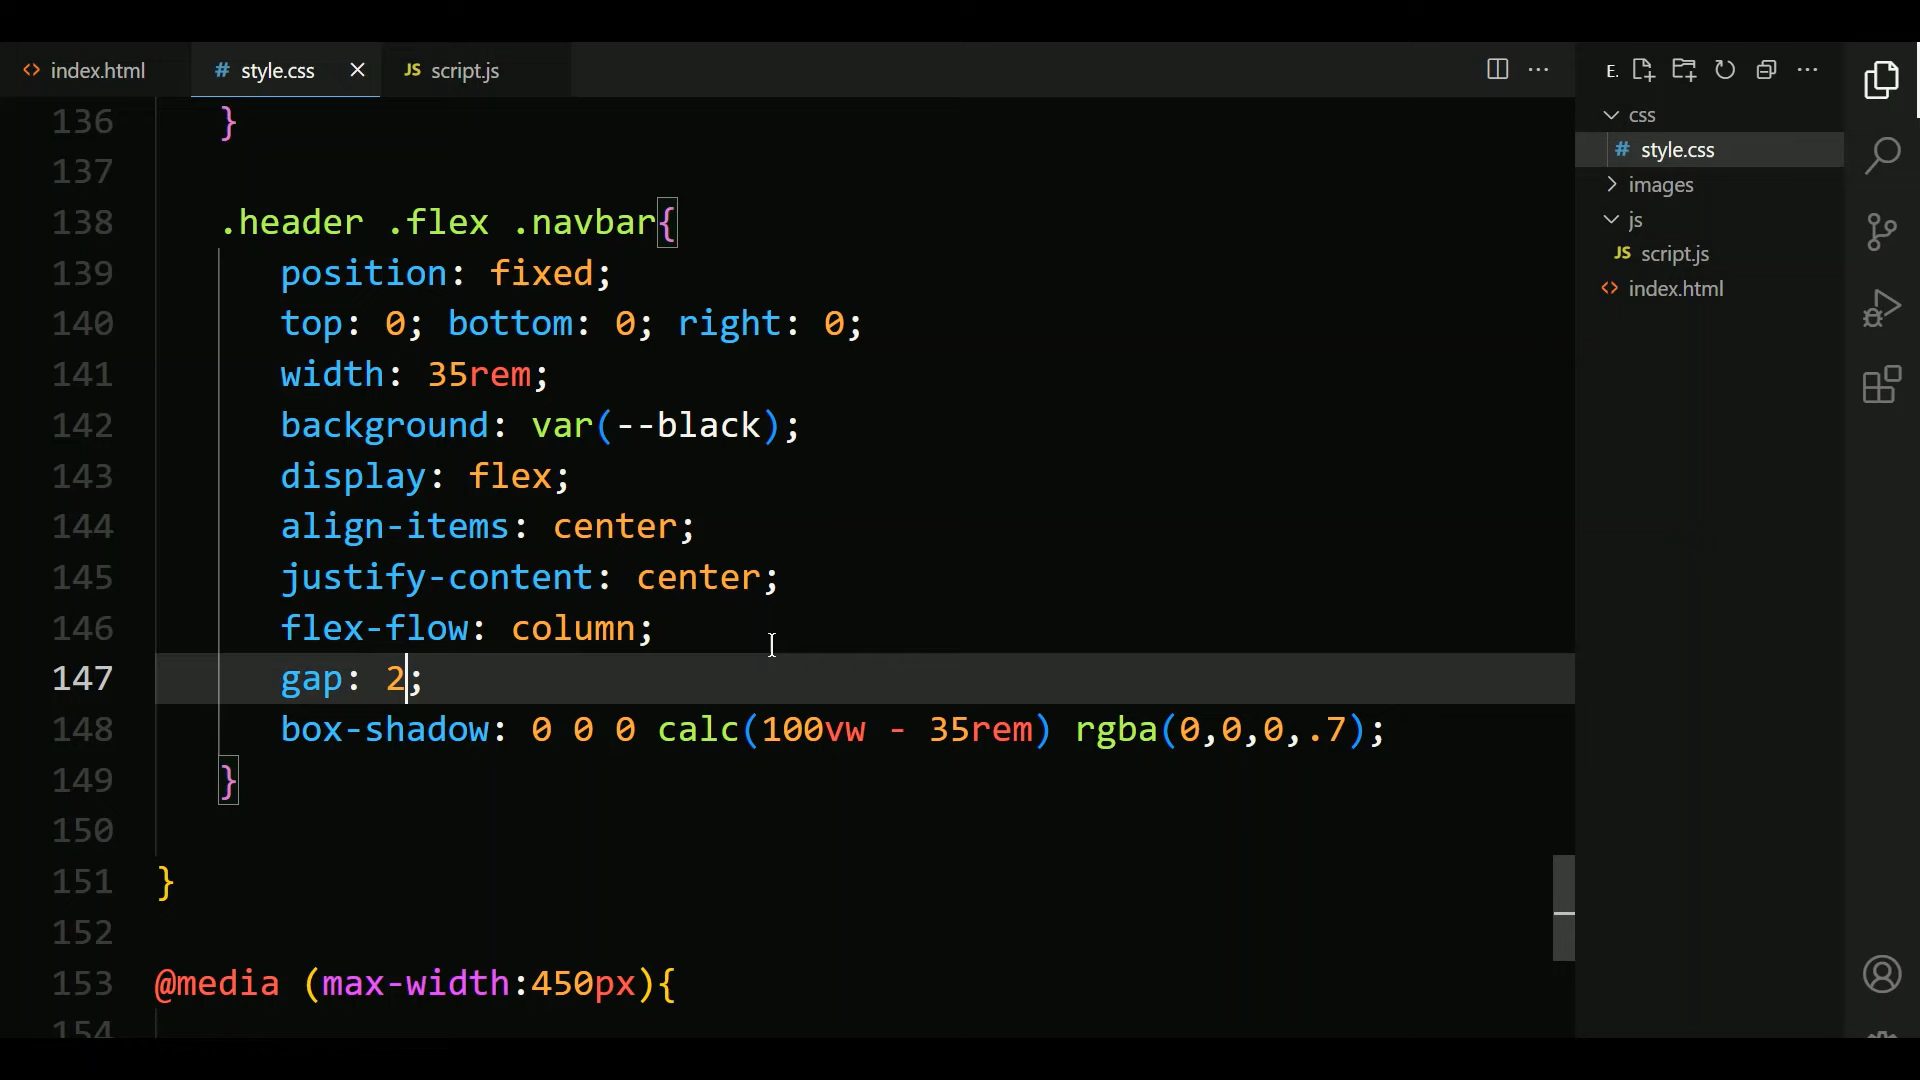 index.html
style.css
script.js
136 }
137
138 .header .flex .navbar{
139 position: fixed;
140 top: 0; bottom: 0; right: 0;
141 width: 35rem;
142 background: var(--black);
143 display: flex;
144 align-items: center;
145 justify-content: center;
146 flex-flow: column;
147 gap: 2;
148 box-shadow: 0 0 0 calc(100vw - 35rem) rgba(0,0,0,.7);
149 }
150
151 }
152
153 @media (max-width:450px){
154
E.
css
# style.css
images
js
JS script.js
index.html